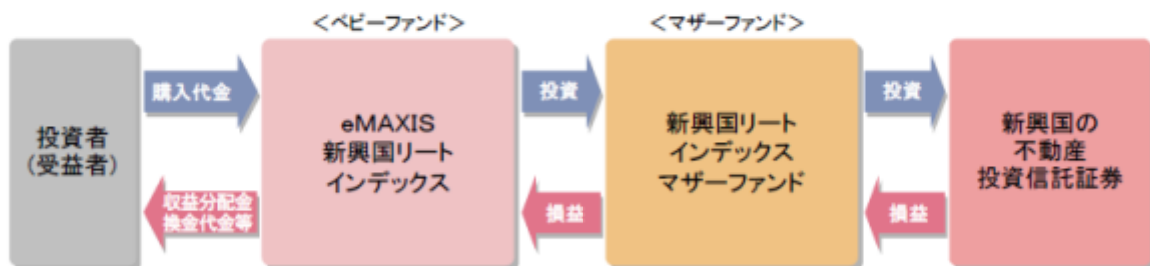 ＜ベビーファンド＞
＜マザーファンド＞
投資者
(受益者)
購入代金
収益分配金
換金代金等
eMAXIS
新興国リート
インデックス
投資
損益
新興国リート
インデックス
マザーファンド
投資
損益
新興国の
不動産
投資信託証券